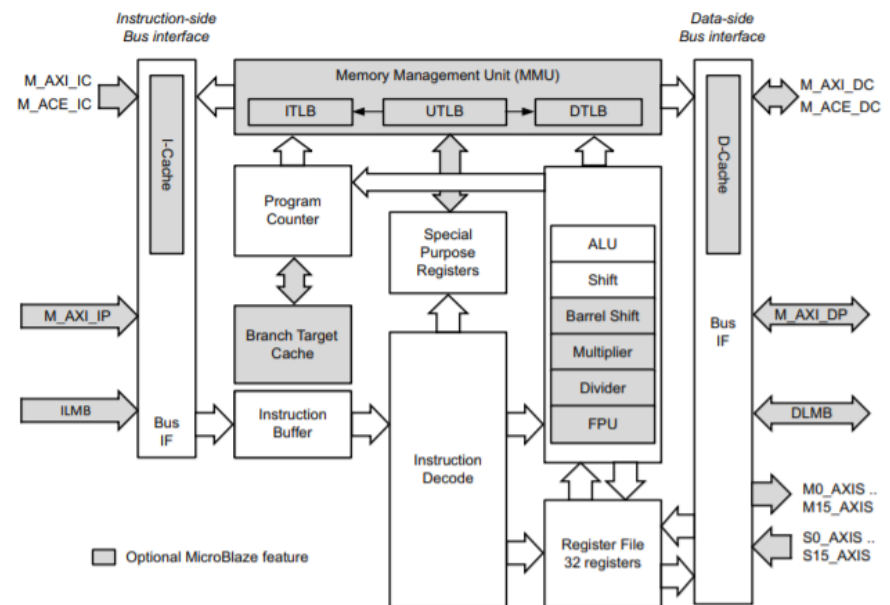 Instruction-side
Bus interface
Data-side
Bus interface
M_AXI_IC
M_ACE_IC
I-Cache
Memory Management Unit (MMU)
ITLB
UTLB
DTLB
D-Cache
M_AXI_DC
M_ACE_DC
Program
Counter
Special
Purpose
Registers
ALU
Shift
Barrel Shift
Multiplier
Divider
FPU
M_AXI_IP
Branch Target
Cache
Bus
IF
M_AXI_DP
ILMB
Bus
IF
Instruction
Buffer
Instruction
Decode
DLMB
M0_AXIS ..
M15_AXIS
Register File
32 registers
S0_AXIS ..
S15_AXIS
Optional MicroBlaze feature